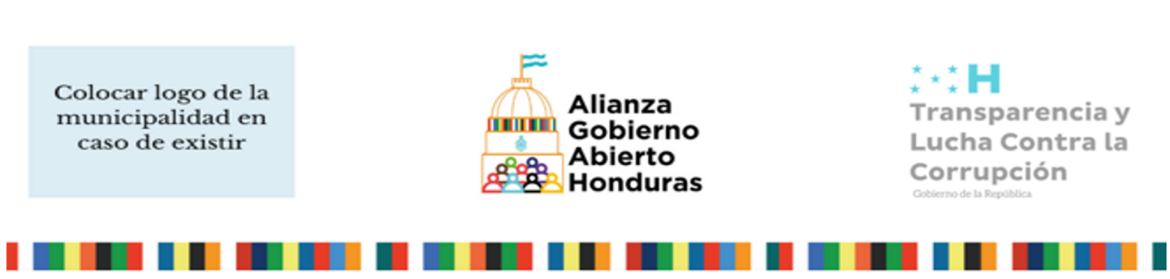 Colocar logo de la
municipalidad en
caso de existir
Alianza
Gobierno
Abierto
Honduras
H
Transparencia y
Lucha Contra la
Corrupción
Gobierno de la República